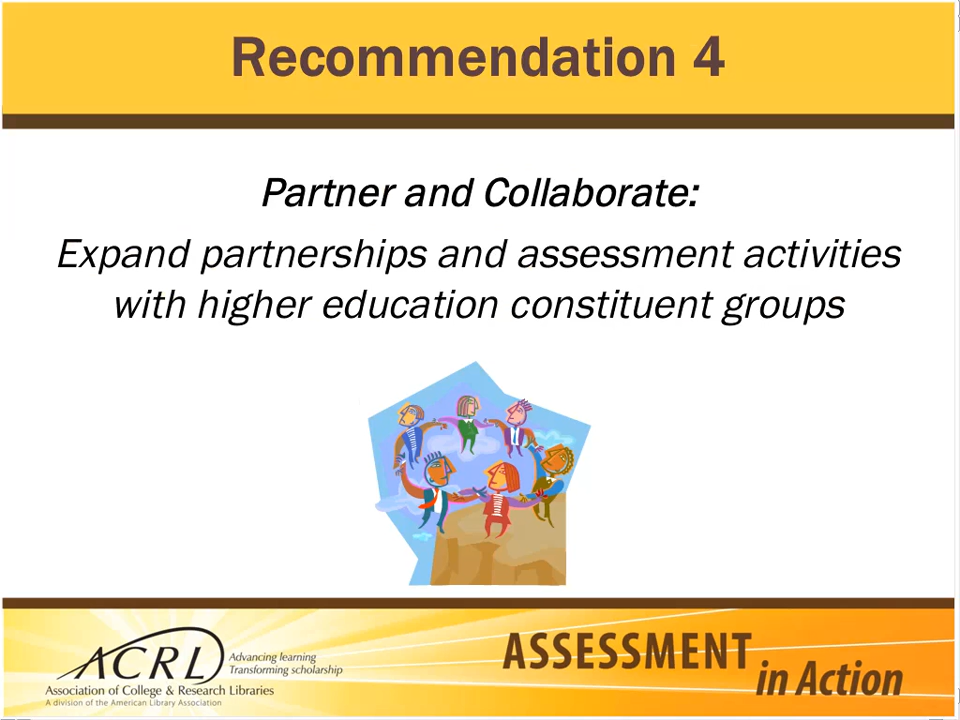 Recommendation 4
Partner and Collaborate:
Expand partnerships and assessment activities
with higher education constituent groups
ACRL
Advancing learning
Transforming scholarship
Association of College & Research Libraries
A division of the American Library Association
ASSESSMENT
in Action